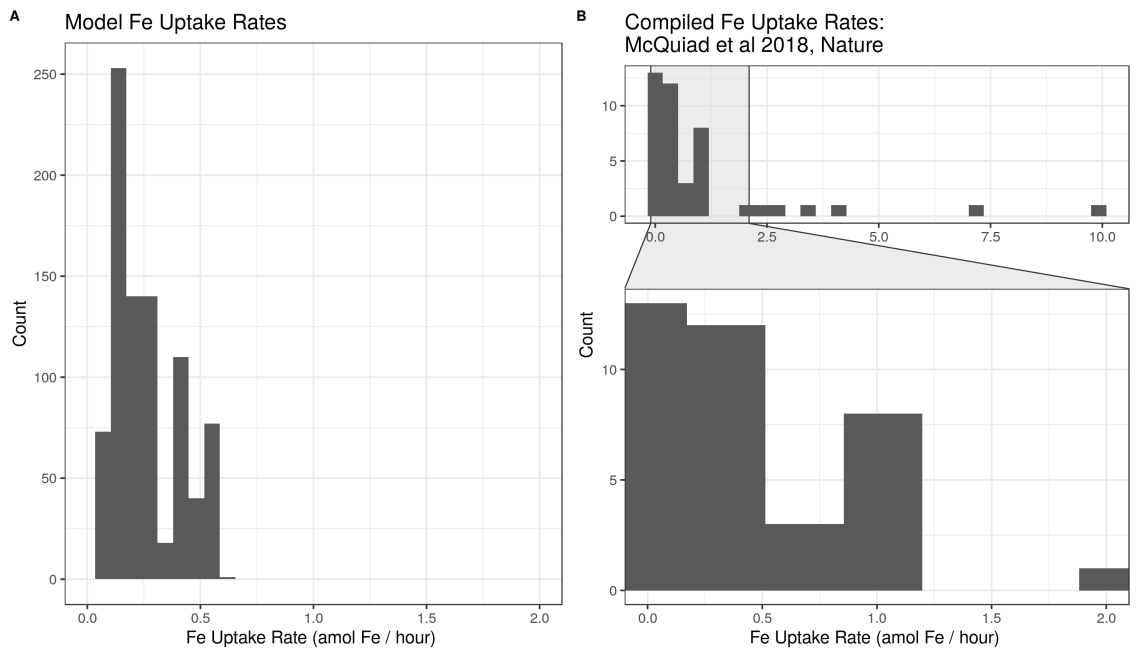 A
Model Fe Uptake Rates
250
200
150
100
50
0
Count
0.0 0.5 1.0 1.5 2.0
Fe Uptake Rate (amol Fe / hour)
B
Compiled Fe Uptake Rates:
McQuiad et al 2018, Nature
10
5
0
0.0 2.5 5.0 7.5 10.0
Count
10
5
0
0.0 0.5 1.0 1.5 2.0
Fe Uptake Rate (amol Fe / hour)